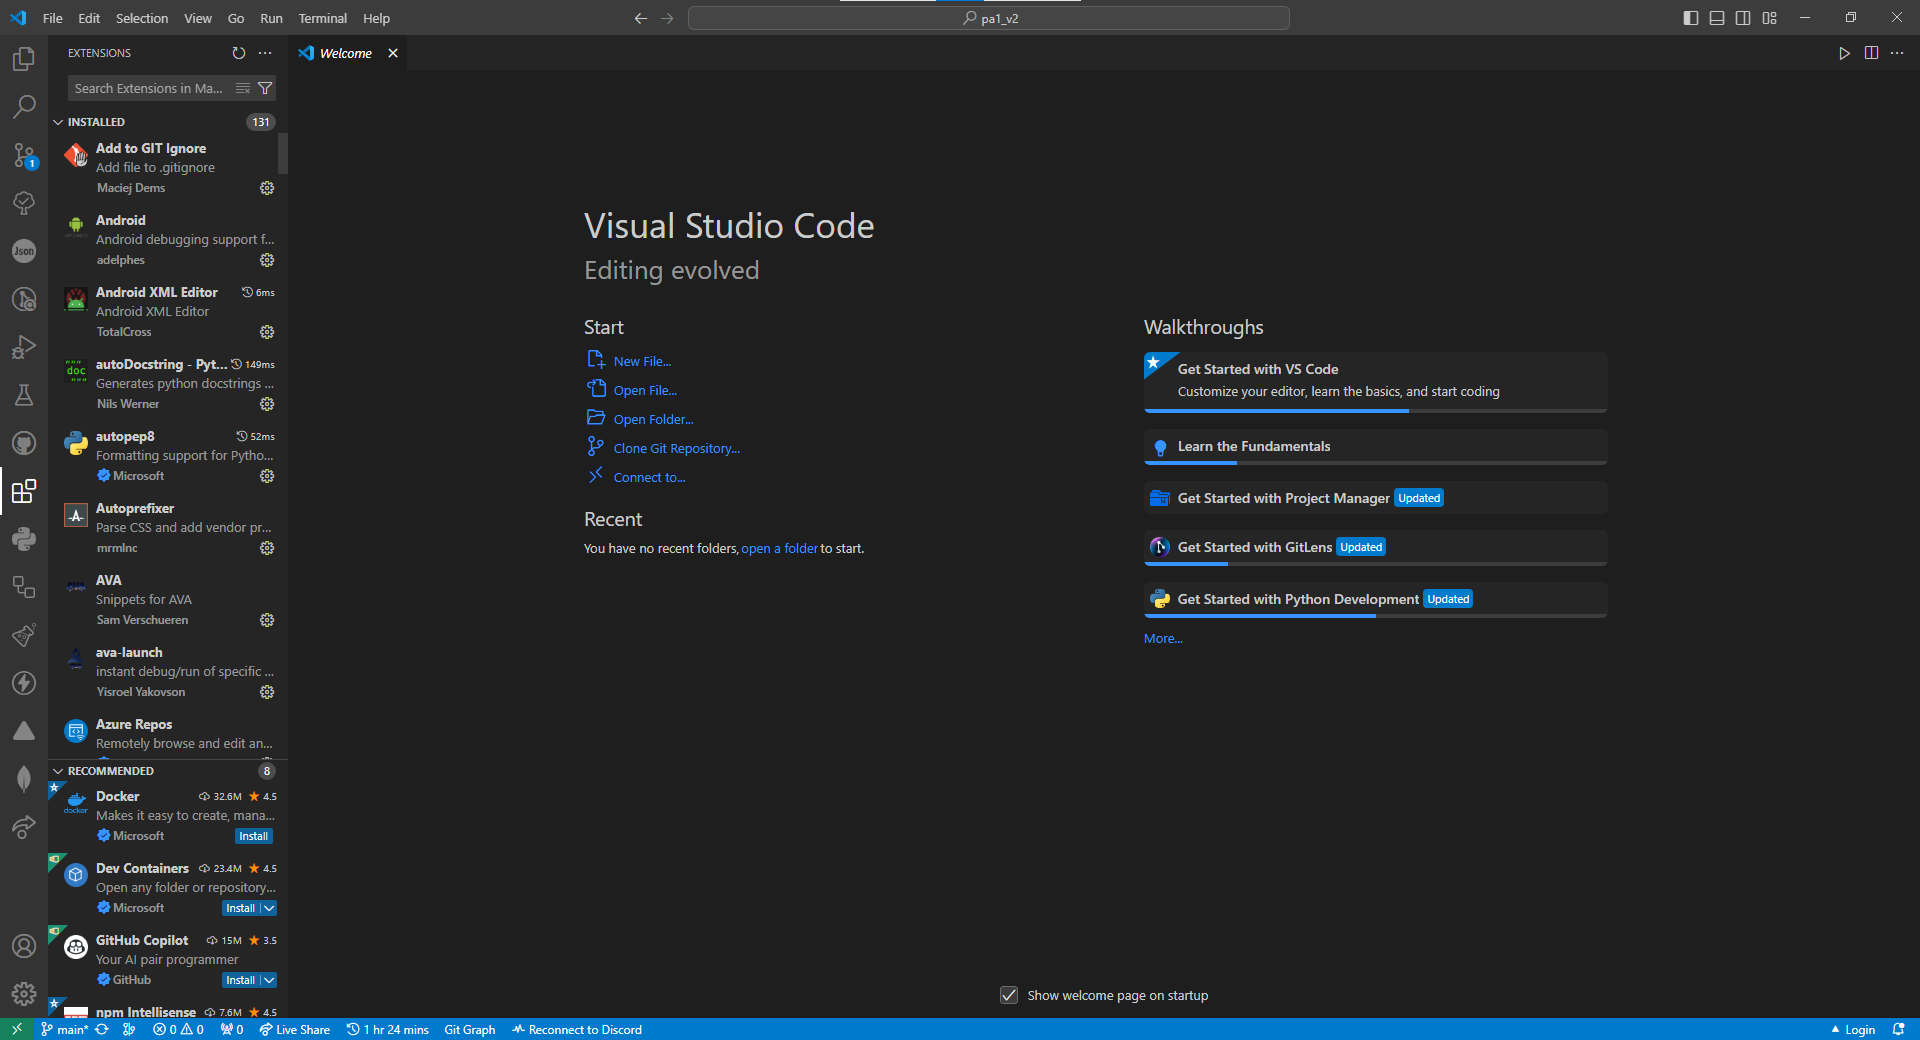 File Edit Selection View Go Run Terminal Help
pa1_v2
EXTENSIONS
Welcome
Search Extensions in Ma...
INSTALLED 131
Add to GIT Ignore
Add file to .gitignore
Maciej Dems
Android
Android debugging support f...
adelphes
Android XML Editor 6ms
Android XML Editor
TotalCross
autoDocstring - Pyt... 149ms
Generates python docstrings ...
Nils Werner
autopep8 52ms
Formatting support for Pytho...
Microsoft
Autoprefixer
Parse CSS and add vendor pr...
mrmlnc
AVA
Snippets for AVA
Sam Verschueren
ava-launch
instant debug/run of specific ...
Yisroel Yakovson
Azure Repos
Remotely browse and edit an...
RECOMMENDED 8
Docker 32.6M 4.5
Makes it easy to create, mana...
Microsoft Install
Dev Containers 23.4M 4.5
Open any folder or repository...
Microsoft Install
GitHub Copilot 15M 3.5
Your AI pair programmer
GitHub Install
npm Intellisense 7.6M 4.5
Json
doc
docker
1
Visual Studio Code
Editing evolved
Start
New File...
Open File...
Open Folder...
Clone Git Repository...
Connect to...
Recent
You have no recent folders, open a folder to start.
Walkthroughs
Get Started with VS Code
Customize your editor, learn the basics, and start coding
Learn the Fundamentals
Get Started with Project Manager Updated
Get Started with GitLens Updated
Get Started with Python Development Updated
More...
Show welcome page on startup
main* 0 0 0 Live Share 1 hr 24 mins Git Graph Reconnect to Discord Login